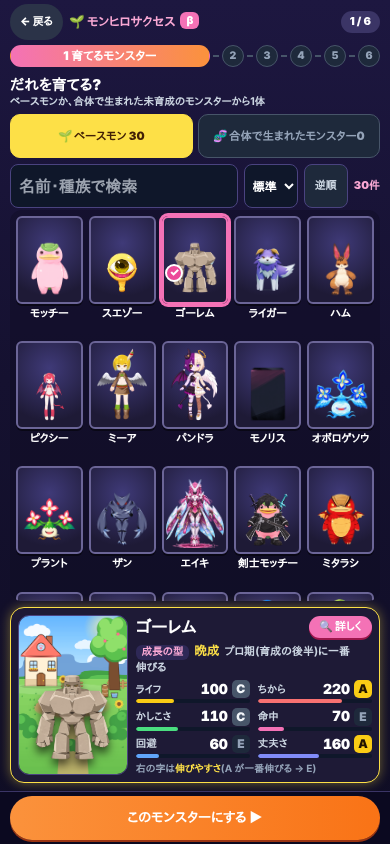 ← 戻る 🌱 モンヒロサクセス β 1 / 6
1 育てるモンスター 2 3 4 5 6
だれを育てる?
ベースモンか、合体で生まれた未育成のモンスターから1体
🌱 ベースモン 30 🧬 合体で生まれたモンスター0
名前・種族で検索 標準 逆順 30件
モッチー スエゾー ゴーレム ライガー ハム
ピクシー ミーア パンドラ モノリス オボロゲソウ
プラント ザン エイキ 剣士モッチー ミタラシ
ゴーレム 🔍 詳しく
成長の型 晩成 プロ期(育成の後半)に一番
伸びる
ライフ 100 C ちから 220 A
かしこさ 110 C 命中 70 E
回避 60 E 丈夫さ 160 A
右の字は伸びやすさ(A が一番伸びる → E)
このモンスターにする ▶